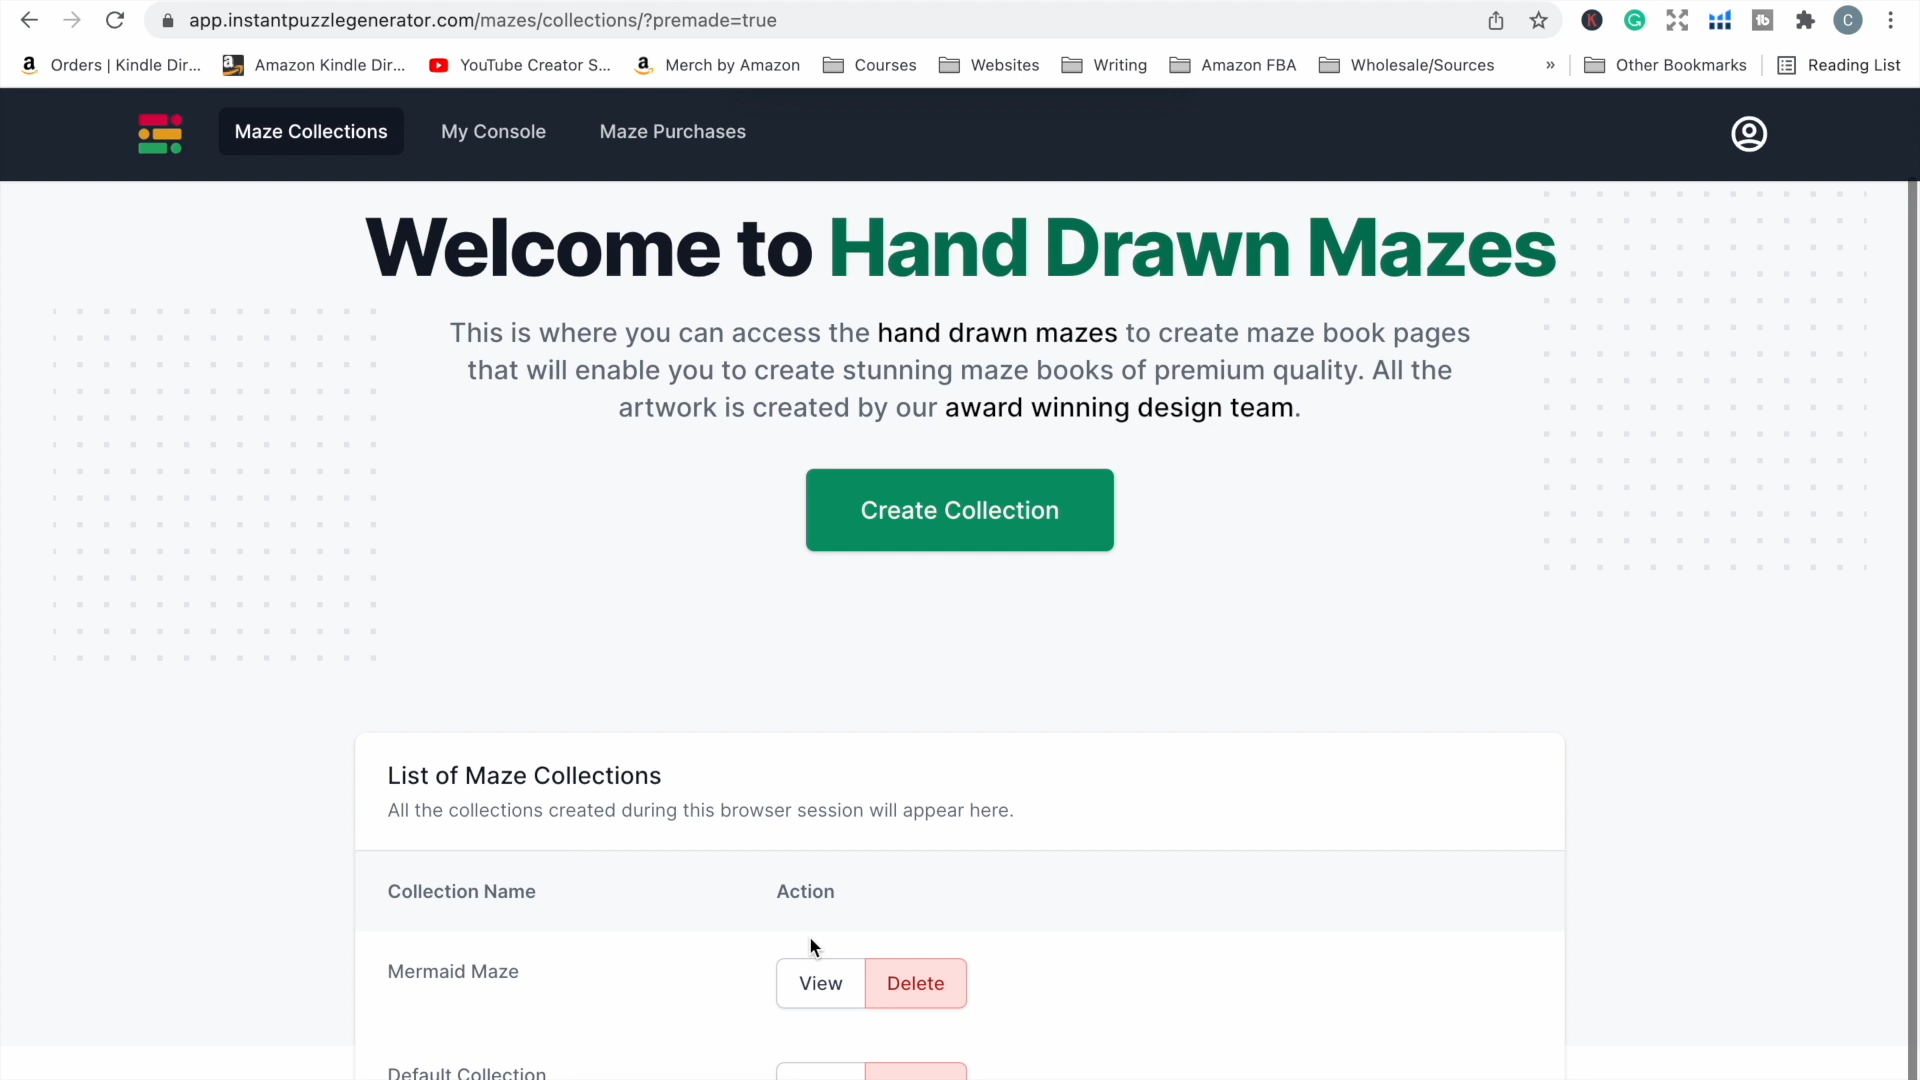 app.instantpuzzlegenerator.com/mazes/collections/?premade=true
K G tb C
Orders | Kindle Dir... Amazon Kindle Dir... YouTube Creator S... Merch by Amazon Courses Websites Writing Amazon FBA Wholesale/Sources » Other Bookmarks Reading List
Maze Collections My Console Maze Purchases
Welcome to Hand Drawn Mazes
This is where you can access the hand drawn mazes to create maze book pages
that will enable you to create stunning maze books of premium quality. All the
artwork is created by our award winning design team.
Create Collection
List of Maze Collections
All the collections created during this browser session will appear here.
Collection Name Action
Mermaid Maze View Delete
Default Collection